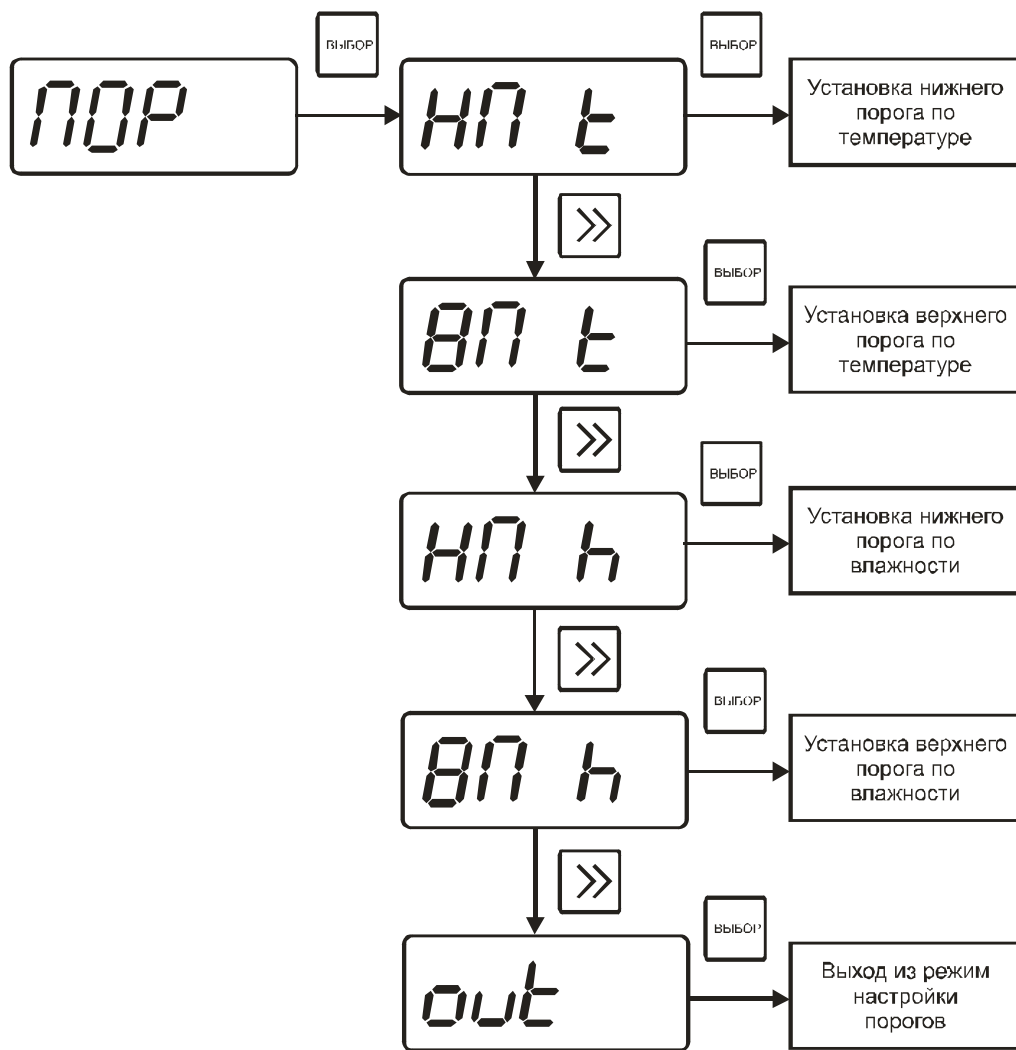 ВЫБОР
ВЫБОР
ПОР
НП t
Установка нижнего
порога по
температуре
>>
ВЫБОР
ВП t
Установка верхнего
порога по
температуре
>>
ВЫБОР
НП h
Установка нижнего
порога по
влажности
>>
ВЫБОР
ВП h
Установка верхнего
порога по
влажности
>>
ВЫБОР
out
Выход из режим
настройки
порогов